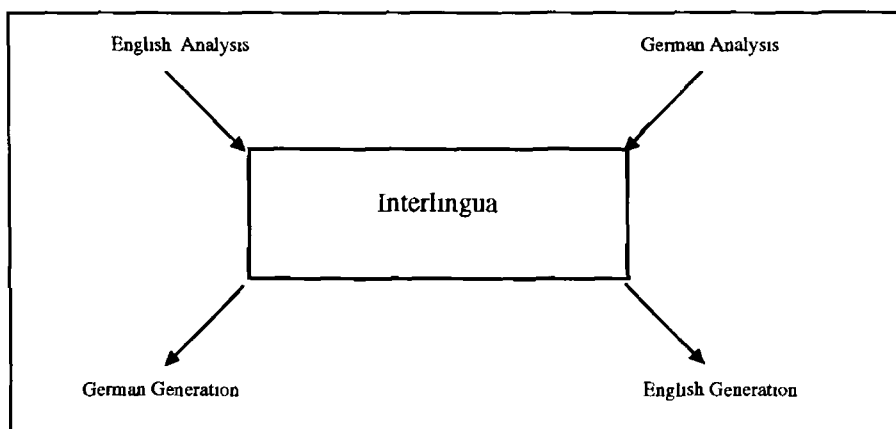 English Analysis
German Analysis
Interlingua
German Generation
English Generation